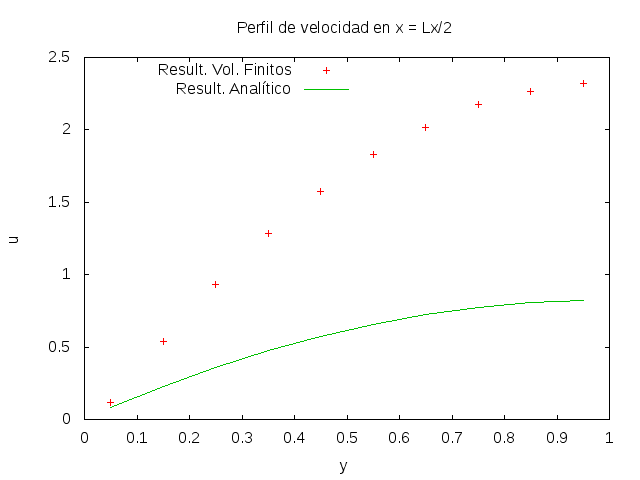 Perfil de velocidad en x = Lx/2
2.5
Result. Vol. Finitos
Result. Analítico
2
1.5
u
1
0.5
0
0 0.1 0.2 0.3 0.4 0.5 0.6 0.7 0.8 0.9 1
y